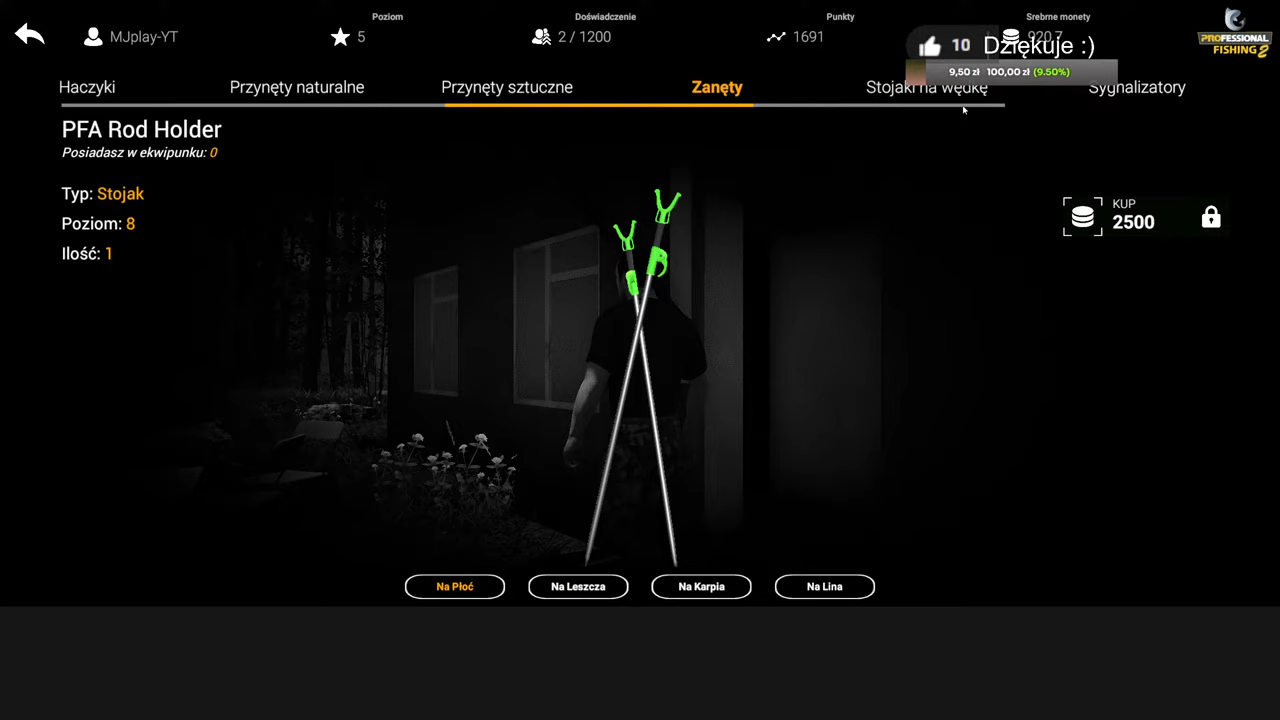 Poziom
Doświadczenie
Punkty
Srebrne monety
MJplay-YT
5
2 / 1200
1691
920.7
10
Dziękuje :)
9,50 zł 100,00 zł (9.50%)
PROFESSIONAL
FISHING 2
Haczyki
Przynęty naturalne
Przynęty sztuczne
Zanęty
Stojaki na wędkę
Sygnalizatory
PFA Rod Holder
Posiadasz w ekwipunku: 0
Typ: Stojak
Poziom: 8
Ilość: 1
KUP
2500
Na Płoć
Na Leszcza
Na Karpia
Na Lina